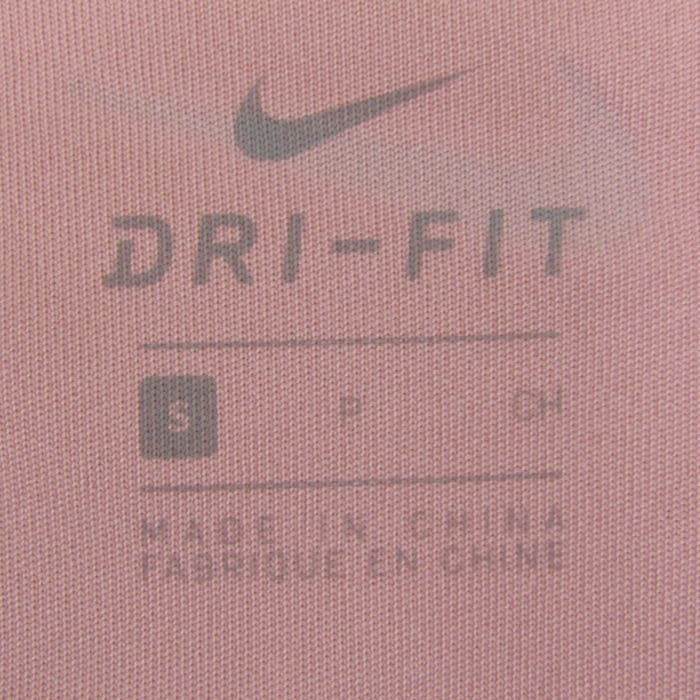 DRI-FIT
S P CH
MADE IN CHINA
FABRIQUE EN CHINE